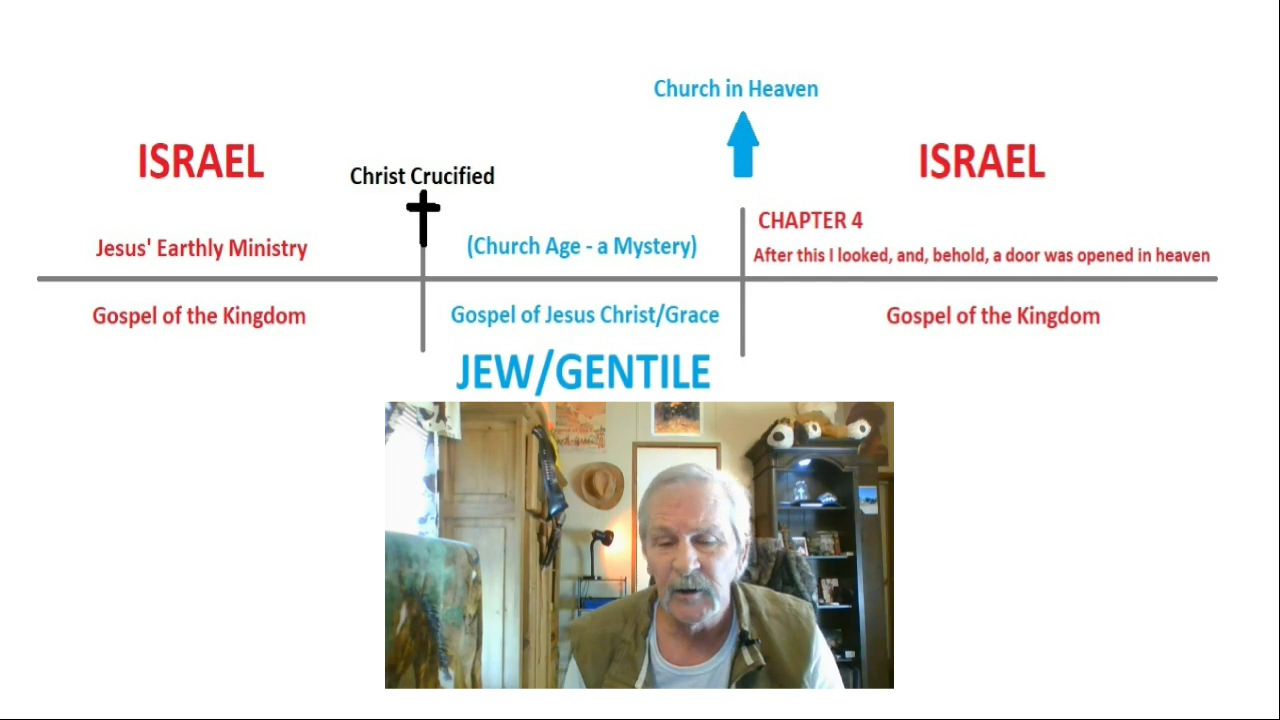 Church in Heaven
ISRAEL
Christ Crucified
ISRAEL
Jesus' Earthly Ministry
(Church Age - a Mystery)
CHAPTER 4
After this I looked, and, behold, a door was opened in heaven
Gospel of the Kingdom
Gospel of Jesus Christ/Grace
Gospel of the Kingdom
JEW/GENTILE